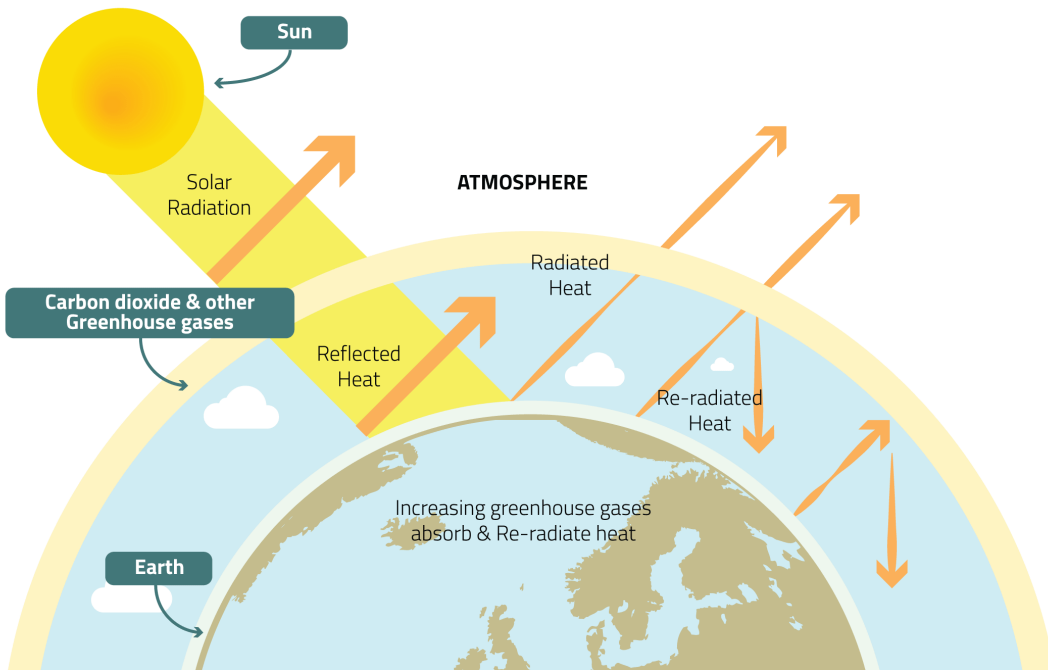 Sun
Solar
Radiation
ATMOSPHERE
Radiated
Heat
Carbon dioxide & other
Greenhouse gases
Reflected
Heat
Re-radiated
Heat
Increasing greenhouse gases
absorb & Re-radiate heat
Earth